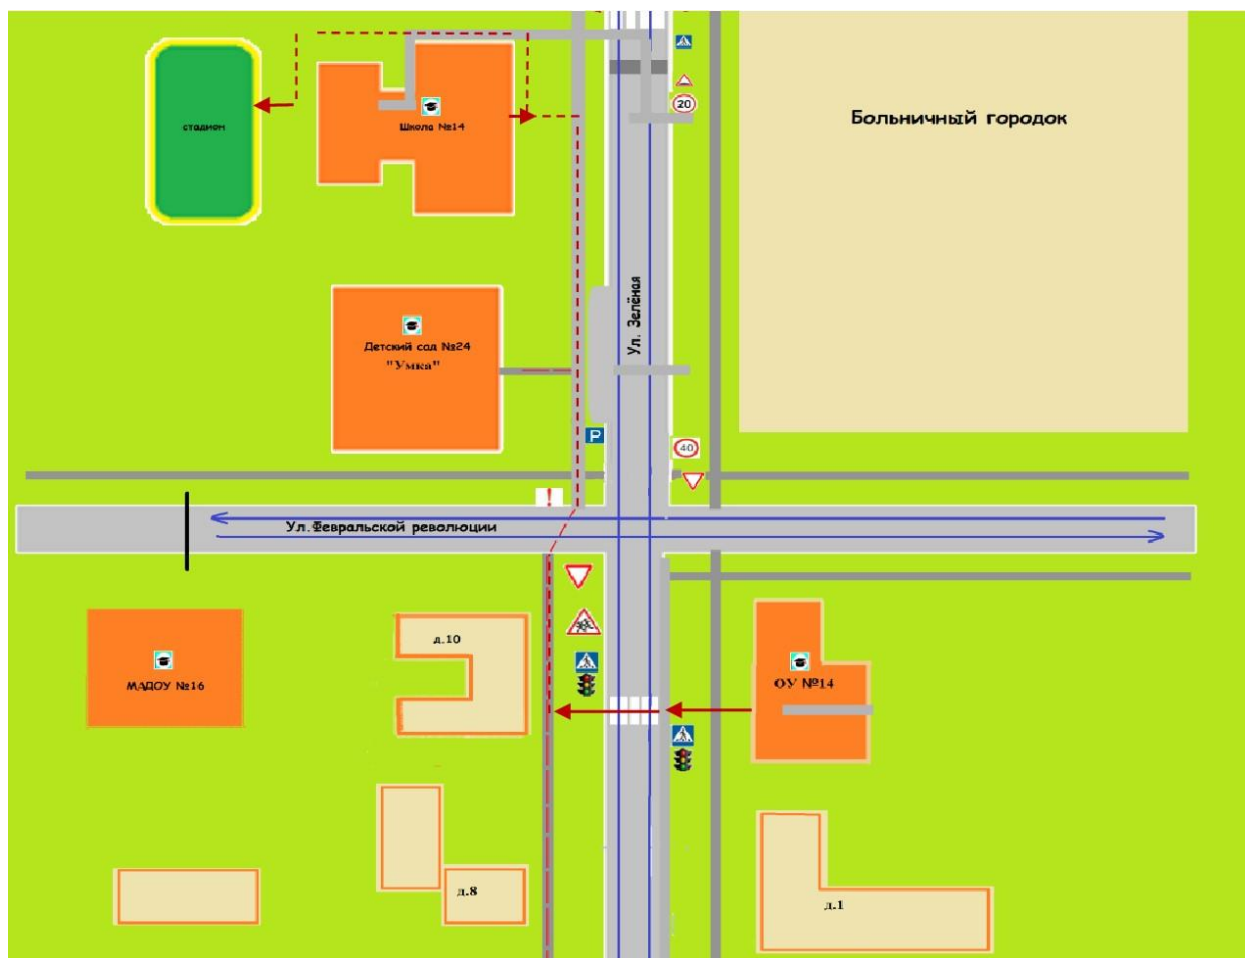 20
Больничный городок
стадион
Школа №14
Ул. Зелёная
Детский сад №24
"Умка"
P
40
!
Ул.Февральской революции
д.10
МАДОУ №16
ОУ №14
д.8
д.1